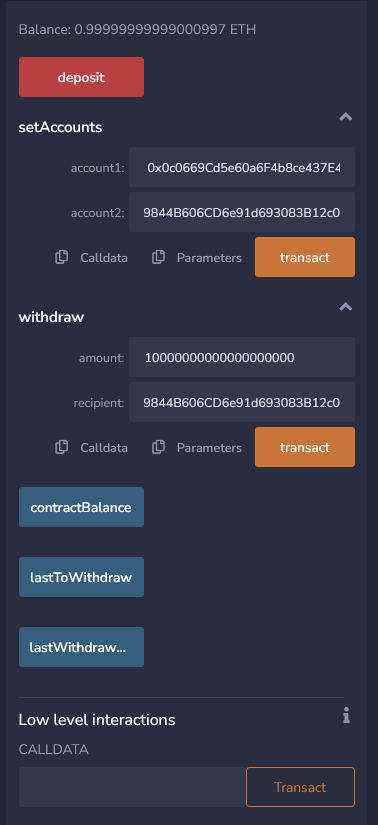 Balance: 0.99999999999000997 ETH
deposit
setAccounts
account1: 0x0c0669Cd5e60a6F4b8ce437E4
account2: 9844B606CD6e91d693083B12c0
Calldata Parameters transact
withdraw
amount: 10000000000000000000
recipient: 9844B606CD6e91d693083B12c0
Calldata Parameters transact
contractBalance
lastToWithdraw
lastWithdraw...
Low level interactions
CALLDATA
Transact